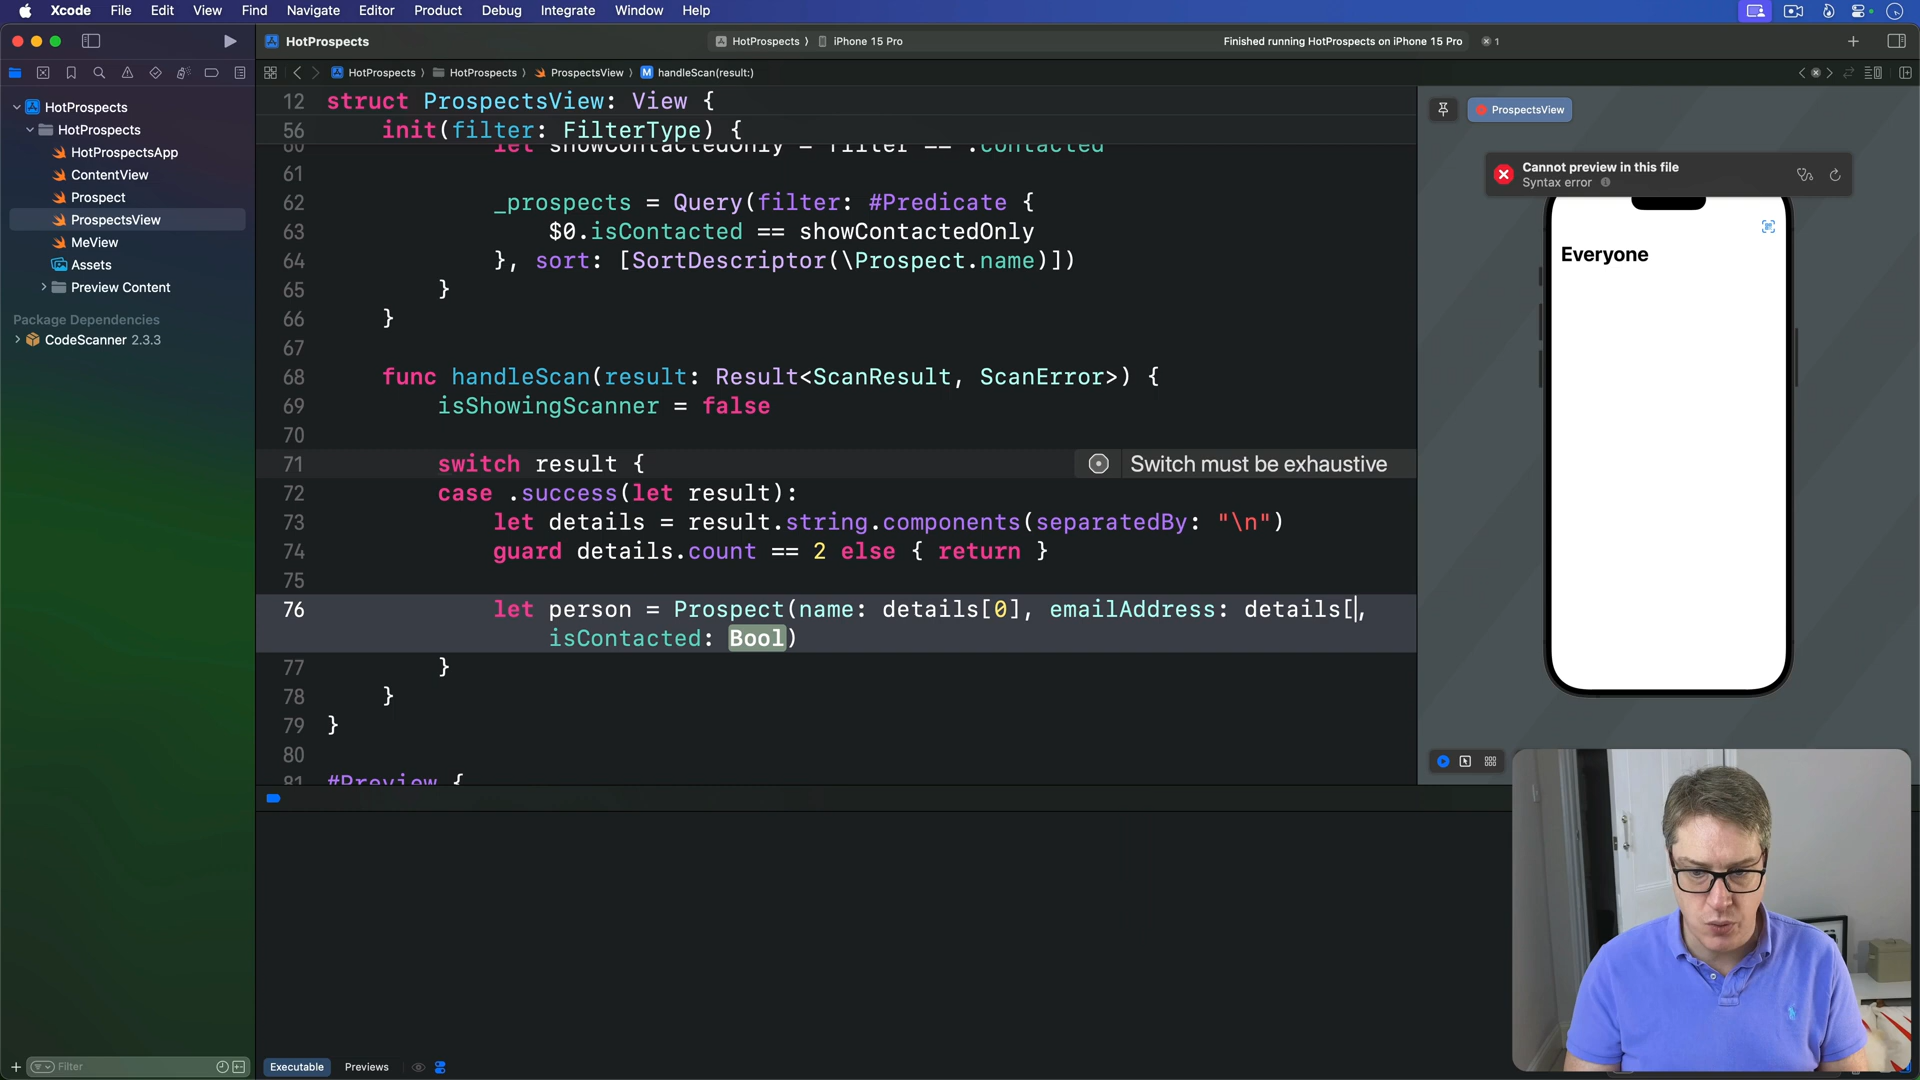 Xcode File Edit View Find Navigate Editor Product Debug Integrate Window Help
HotProspects
HotProspects 〉 iPhone 15 Pro
Finished running HotProspects on iPhone 15 Pro
1
HotProspects 〉 HotProspects 〉 ProspectsView 〉 M handleScan(result:)
HotProspects
HotProspects
HotProspectsApp
ContentView
Prospect
ProspectsView
MeView
Assets
Preview Content
Package Dependencies
CodeScanner 2.3.3
Filter
12 struct ProspectsView: View {
56 init(filter: FilterType) {
60 let showContactedOnly = filter == .contacted
61
62 _prospects = Query(filter: #Predicate {
63 $0.isContacted == showContactedOnly
64 }, sort: [SortDescriptor(\Prospect.name)])
65 }
66 }
67
68 func handleScan(result: Result<ScanResult, ScanError>) {
69 isShowingScanner = false
70
71 switch result {
Switch must be exhaustive
72 case .success(let result):
73 let details = result.string.components(separatedBy: "\n")
74 guard details.count == 2 else { return }
75
76 let person = Prospect(name: details[0], emailAddress: details[,
isContacted: Bool)
77 }
78 }
79 }
80
81 #Preview {
Executable Previews
ProspectsView
Cannot preview in this file
Syntax error
Everyone